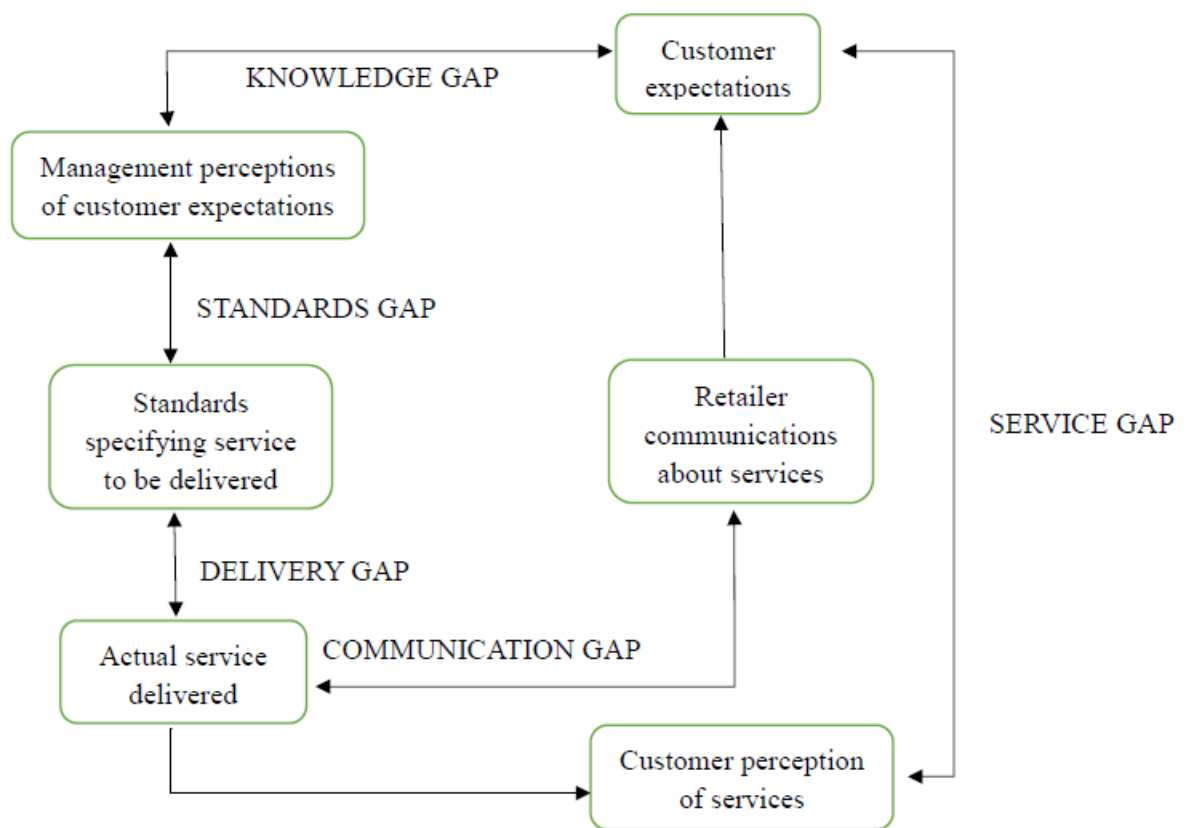 Customer
expectations
KNOWLEDGE GAP
Management perceptions
of customer expectations
STANDARDS GAP
Standards
specifying service
to be delivered
Retailer
communications
about services
SERVICE GAP
DELIVERY GAP
Actual service
delivered
COMMUNICATION GAP
Customer perception
of services